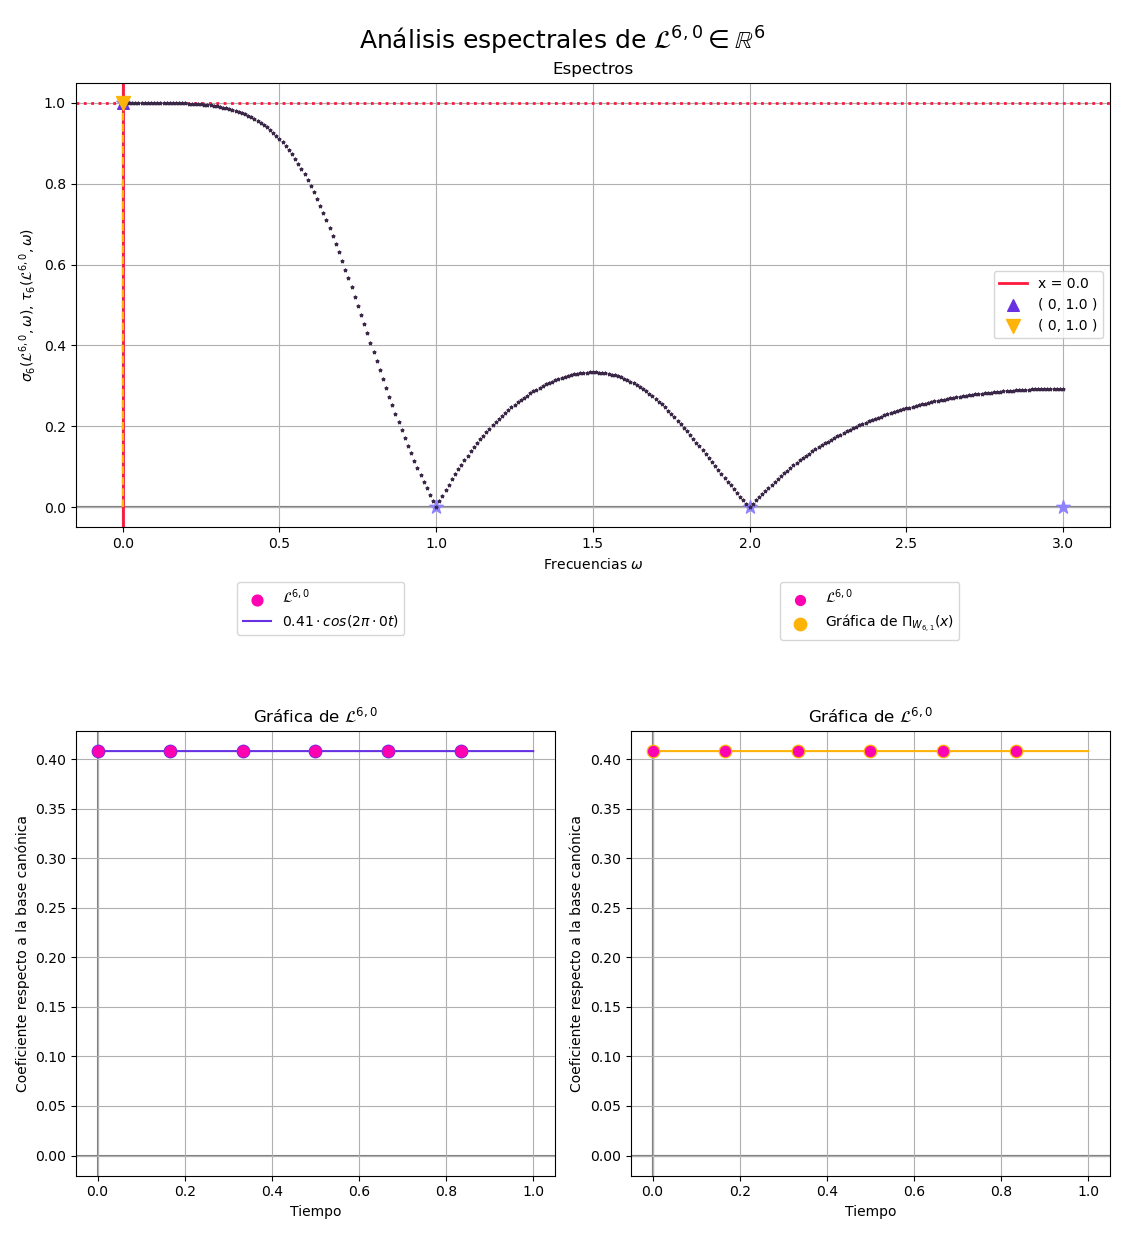 Análisis espectrales de $\mathcal{L}^{6,0} \in \mathbb{R}^6$
Espectros
1.0
0.8
0.6
0.4
0.2
0.0
$\sigma_6(\mathcal{L}^{6,0}, \omega), \tau_6(\mathcal{L}^{6,0}, \omega)$
x = 0.0
( 0, 1.0 )
( 0, 1.0 )
0.0 0.5 1.0 1.5 2.0 2.5 3.0
Frecuencias $\omega$
$\mathcal{L}^{6,0}$
$0.41 \cdot cos(2\pi \cdot 0t)$
$\mathcal{L}^{6,0}$
Gráfica de $\Pi_{W_{6,1}}(x)$
Gráfica de $\mathcal{L}^{6,0}$
0.40
0.35
0.30
0.25
0.20
0.15
0.10
0.05
0.00
Coeficiente respecto a la base canónica
0.0 0.2 0.4 0.6 0.8 1.0
Tiempo
Gráfica de $\mathcal{L}^{6,0}$
0.40
0.35
0.30
0.25
0.20
0.15
0.10
0.05
0.00
Coeficiente respecto a la base canónica
0.0 0.2 0.4 0.6 0.8 1.0
Tiempo